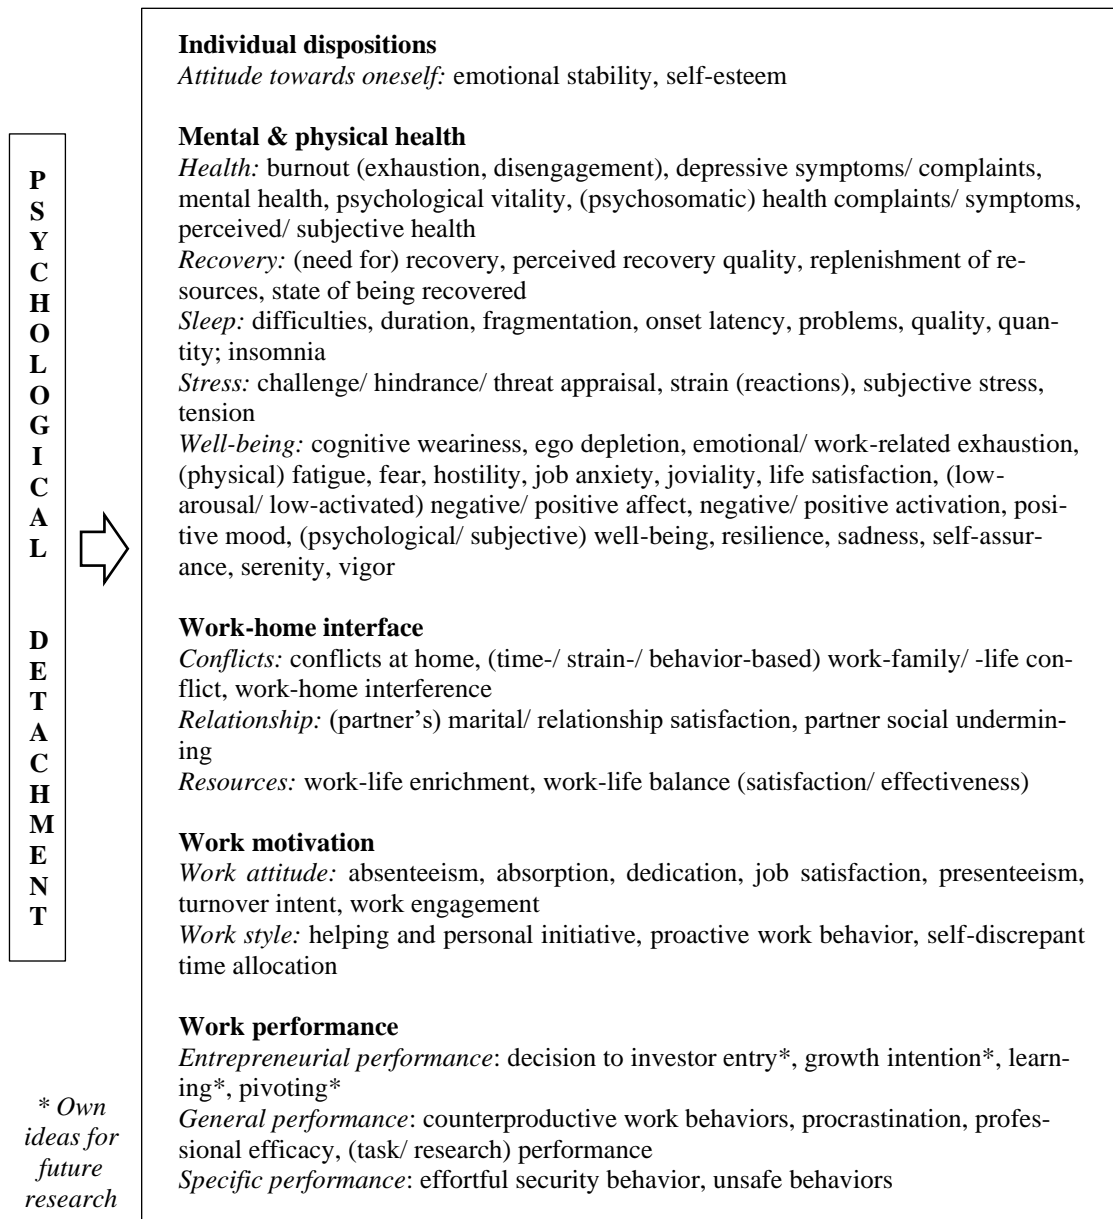 Individual dispositions
Attitude towards oneself: emotional stability, self-esteem
Mental & physical health
Health: burnout (exhaustion, disengagement), depressive symptoms/ complaints,
mental health, psychological vitality, (psychosomatic) health complaints/ symptoms,
perceived/ subjective health
Recovery: (need for) recovery, perceived recovery quality, replenishment of re-
sources, state of being recovered
Sleep: difficulties, duration, fragmentation, onset latency, problems, quality, quan-
tity; insomnia
Stress: challenge/ hindrance/ threat appraisal, strain (reactions), subjective stress,
tension
Well-being: cognitive weariness, ego depletion, emotional/ work-related exhaustion,
(physical) fatigue, fear, hostility, job anxiety, joviality, life satisfaction, (low-
arousal/ low-activated) negative/ positive affect, negative/ positive activation, posi-
tive mood, (psychological/ subjective) well-being, resilience, sadness, self-assur-
ance, serenity, vigor
Work-home interface
Conflicts: conflicts at home, (time-/ strain-/ behavior-based) work-family/ -life con-
flict, work-home interference
Relationship: (partner's) marital/ relationship satisfaction, partner social undermin-
ing
Resources: work-life enrichment, work-life balance (satisfaction/ effectiveness)
Work motivation
Work attitude: absenteeism, absorption, dedication, job satisfaction, presenteeism,
turnover intent, work engagement
Work style: helping and personal initiative, proactive work behavior, self-discrepant
time allocation
Work performance
Entrepreneurial performance: decision to investor entry*, growth intention*, learn-
ing*, pivoting*
General performance: counterproductive work behaviors, procrastination, profes-
sional efficacy, (task/ research) performance
Specific performance: effortful security behavior, unsafe behaviors
PSYCHOLOGICAL DETACHMENT
* Own
ideas for
future
research